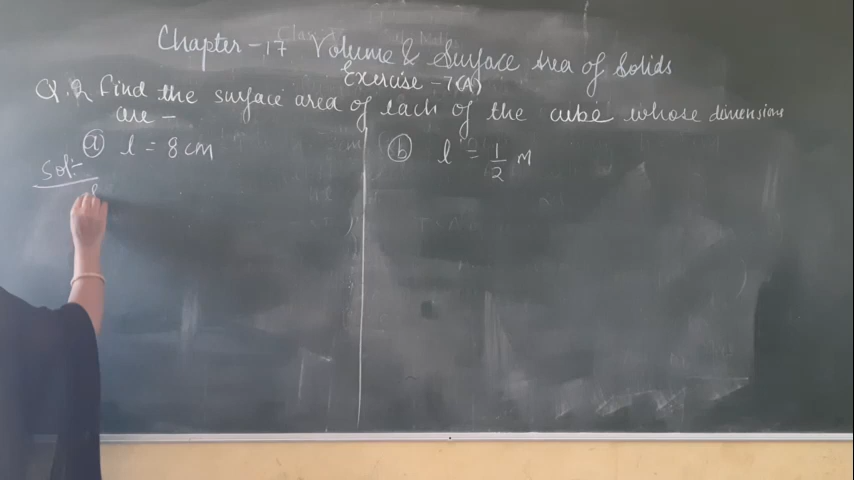 Chapter - 17 Volume & Surface Area of Solids
Exercise - 7(A)
Q.2 Find the surface area of each of the cube whose dimensions
are -
(a) l = 8 cm
(b) l = 1/2 m
Sol:-
l